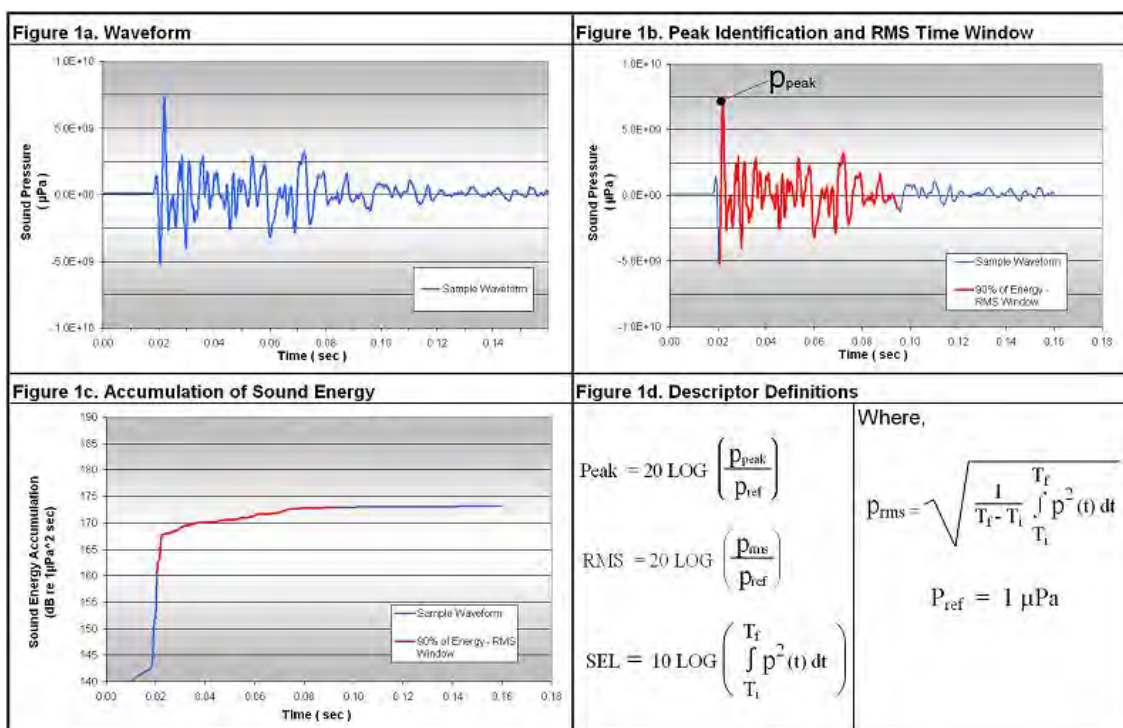 Figure 1a. Waveform
1.0E+10
5.0E+09
0.0E+00
-5.0E+09
-1.0E+10
Sound Pressure
( µPa )
0.00 0.02 0.04 0.06 0.08 0.10 0.12 0.14
Time ( sec )
Sample Waveform
Figure 1b. Peak Identification and RMS Time Window
Ppeak
1.0E+10
5.0E+09
0.0E+00
-5.0E+09
-1.0E+10
Sound Pressure
(µPa)
0.00 0.02 0.04 0.06 0.08 0.10 0.12 0.14 0.16 0.18
Time ( sec )
Sample Waveform
90% of Energy -
RMS Window
Figure 1c. Accumulation of Sound Energy
190
185
180
175
170
165
160
155
150
145
140
Sound Energy Accumulation
(dB re 1µPa^2 sec)
0.00 0.02 0.04 0.06 0.08 0.10 0.12 0.14 0.16 0.18
Time ( sec )
Sample Waveform
90% of Energy - RMS
Window
Figure 1d. Descriptor Definitions
Peak = 20 LOG (ppeak / pref)
RMS = 20 LOG (prms / pref)
SEL = 10 LOG (∫ Tf Ti p²(t) dt)
Where,
prms = √ 1 / Tf - Ti ∫ Tf Ti p² (t) dt
Pref = 1 µPa